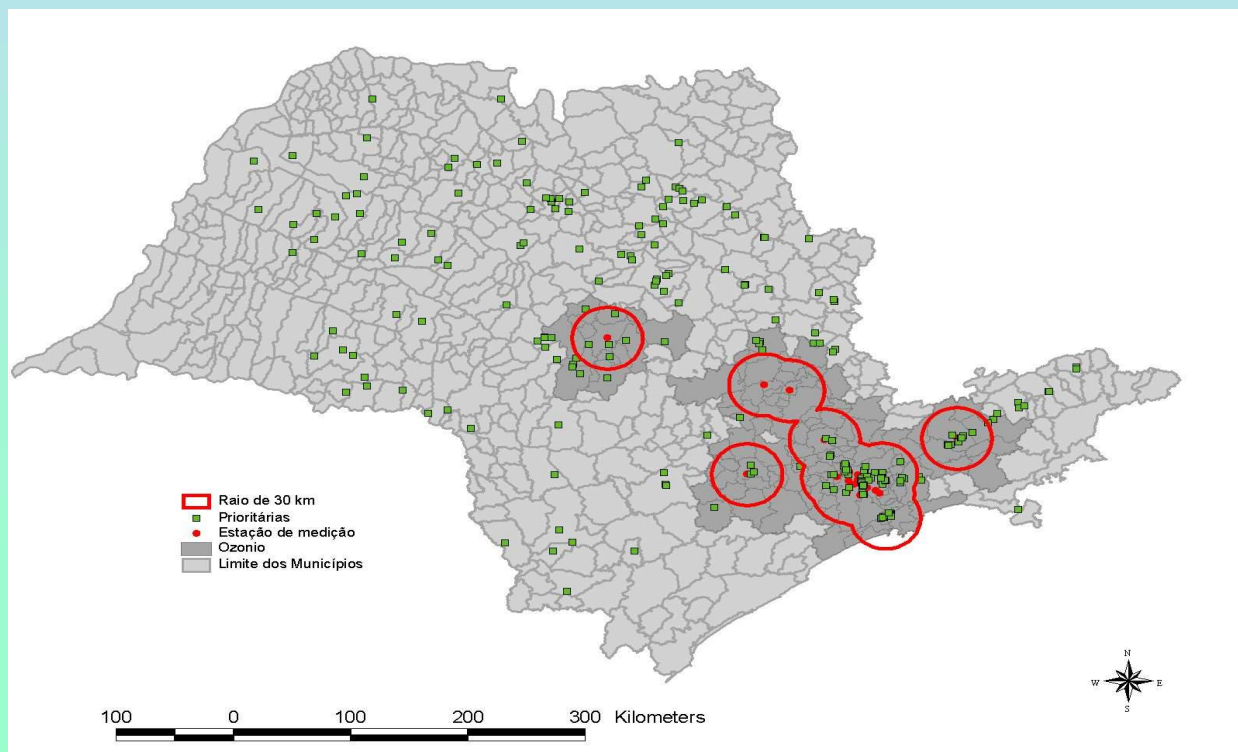 Raio de 30 km
Prioritárias
Estação de medição
Ozonio
Limite dos Municípios
N
W E
S
100 0 100 200 300 Kilometers